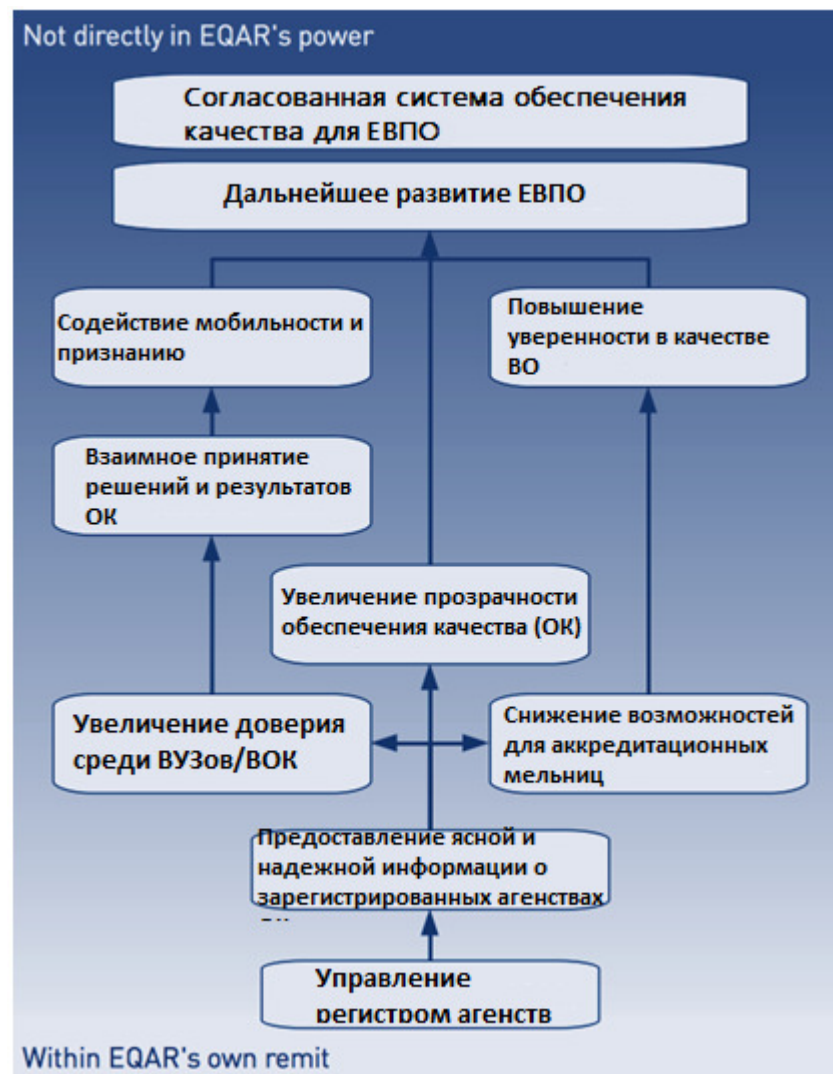 Not directly in EQAR's power
Согласованная система обеспечения
качества для ЕВПО
Дальнейшее развитие ЕВПО
Содействие мобильности и
признанию
Повышение
уверенности в качестве
ВО
Взаимное принятие
решений и результатов
ОК
Увеличение прозрачности
обеспечения качества (ОК)
Увеличение доверия
среди ВУЗов/ВОК
Снижение возможностей
для аккредитационных
мельниц
Предоставление ясной и
надежной информации о
зарегистрированных агенствах
Управление
регистром агенств
Within EQAR's own remit